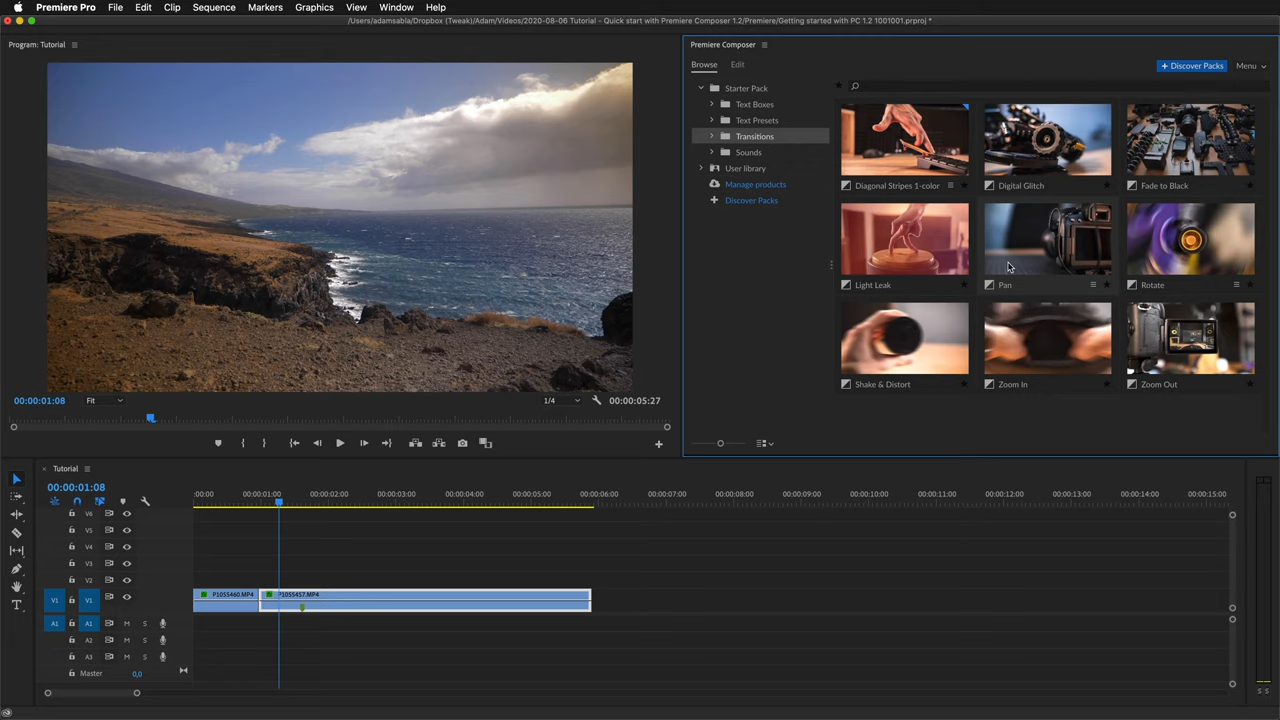 Premiere Pro File Edit Clip Sequence Markers Graphics View Window Help
/Users/adamsabla/Dropbox (Tweak)/Adam/Videos/2020-08-06 Tutorial - Quick start with Premiere Composer 1.2/Premiere/Getting started with PC 1.2 1001001.prproj *
Program: Tutorial
00:00:01:08 Fit 1/4 00:00:05:27
Premiere Composer
Browse Edit + Discover Packs Menu
Starter Pack
Text Boxes
Text Presets
Transitions
Sounds
User library
Manage products
Discover Packs
Diagonal Stripes 1-color Digital Glitch Fade to Black
Light Leak Pan Rotate
Shake & Distort Zoom In Zoom Out
× Tutorial
00:00:01:08
:00:00 00:00:01:00 00:00:02:00 00:00:03:00 00:00:04:00 00:00:05:00 00:00:06:00 00:00:07:00 00:00:08:00 00:00:09:00 00:00:10:00 00:00:11:00 00:00:12:00 00:00:13:00 00:00:14:00 00:00:15:00
V6
V5
V4
V3
V2
V1 V1 P1055460.MP4 P1055457.MP4
A1 A1 M S
A2 M S
A3 M S
Master 0,0
S S